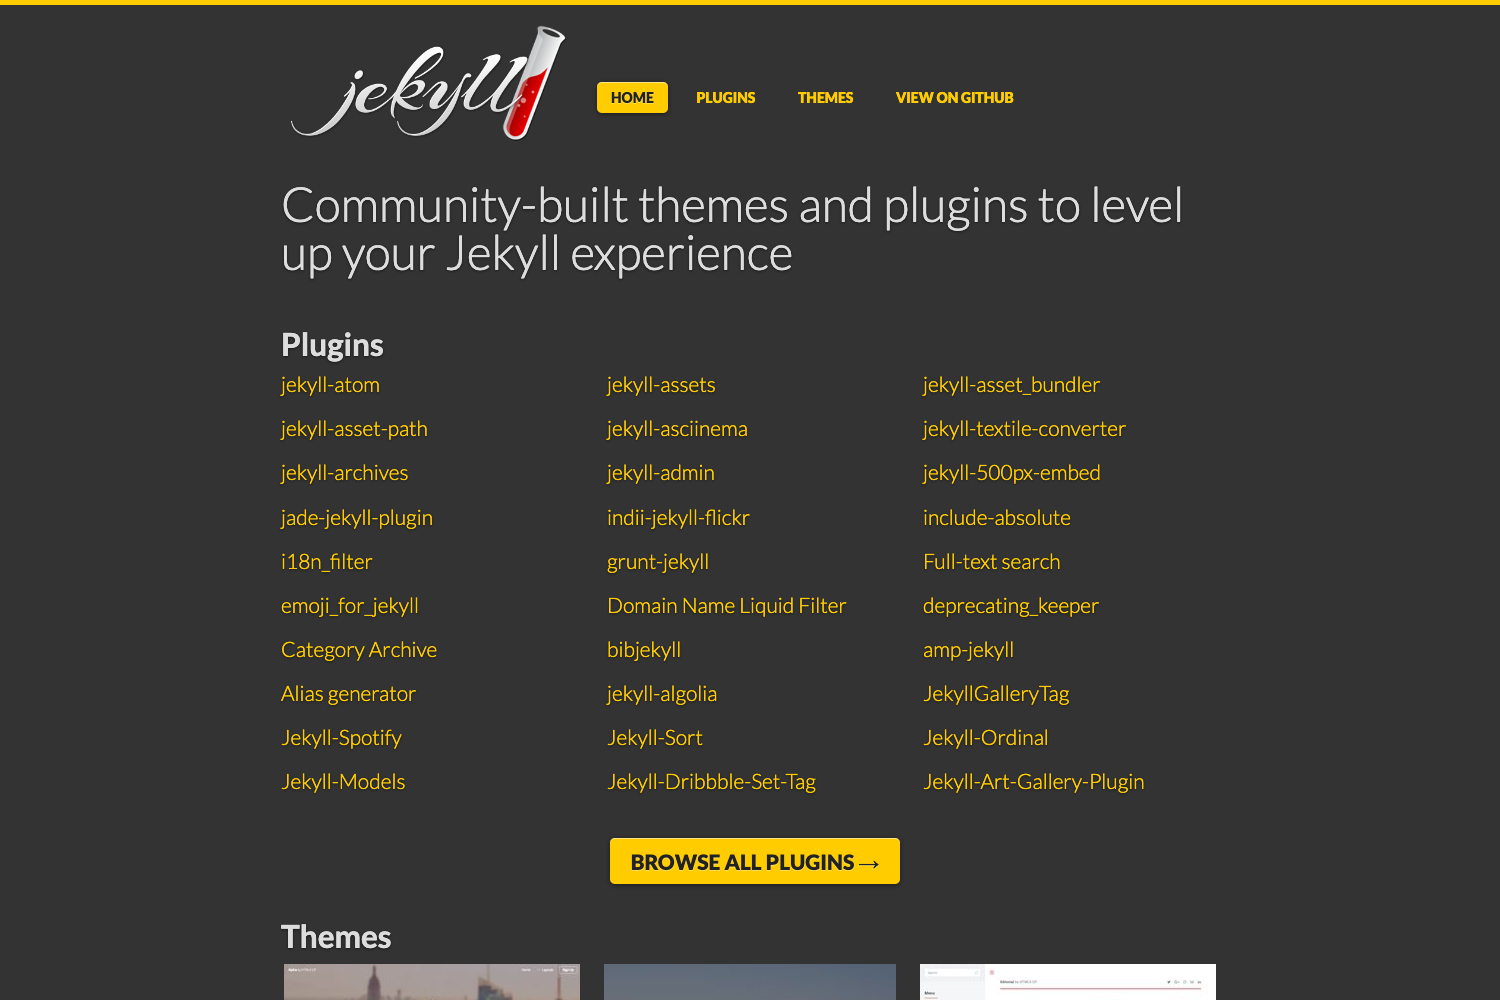 jekyll
HOME PLUGINS THEMES VIEW ON GITHUB
Community-built themes and plugins to level
up your Jekyll experience
Plugins
jekyll-atom jekyll-assets jekyll-asset_bundler
jekyll-asset-path jekyll-asciinema jekyll-textile-converter
jekyll-archives jekyll-admin jekyll-500px-embed
jade-jekyll-plugin indii-jekyll-flickr include-absolute
i18n_filter grunt-jekyll Full-text search
emoji_for_jekyll Domain Name Liquid Filter deprecating_keeper
Category Archive bibjekyll amp-jekyll
Alias generator jekyll-algolia JekyllGalleryTag
Jekyll-Spotify Jekyll-Sort Jekyll-Ordinal
Jekyll-Models Jekyll-Dribbble-Set-Tag Jekyll-Art-Gallery-Plugin
BROWSE ALL PLUGINS →
Themes